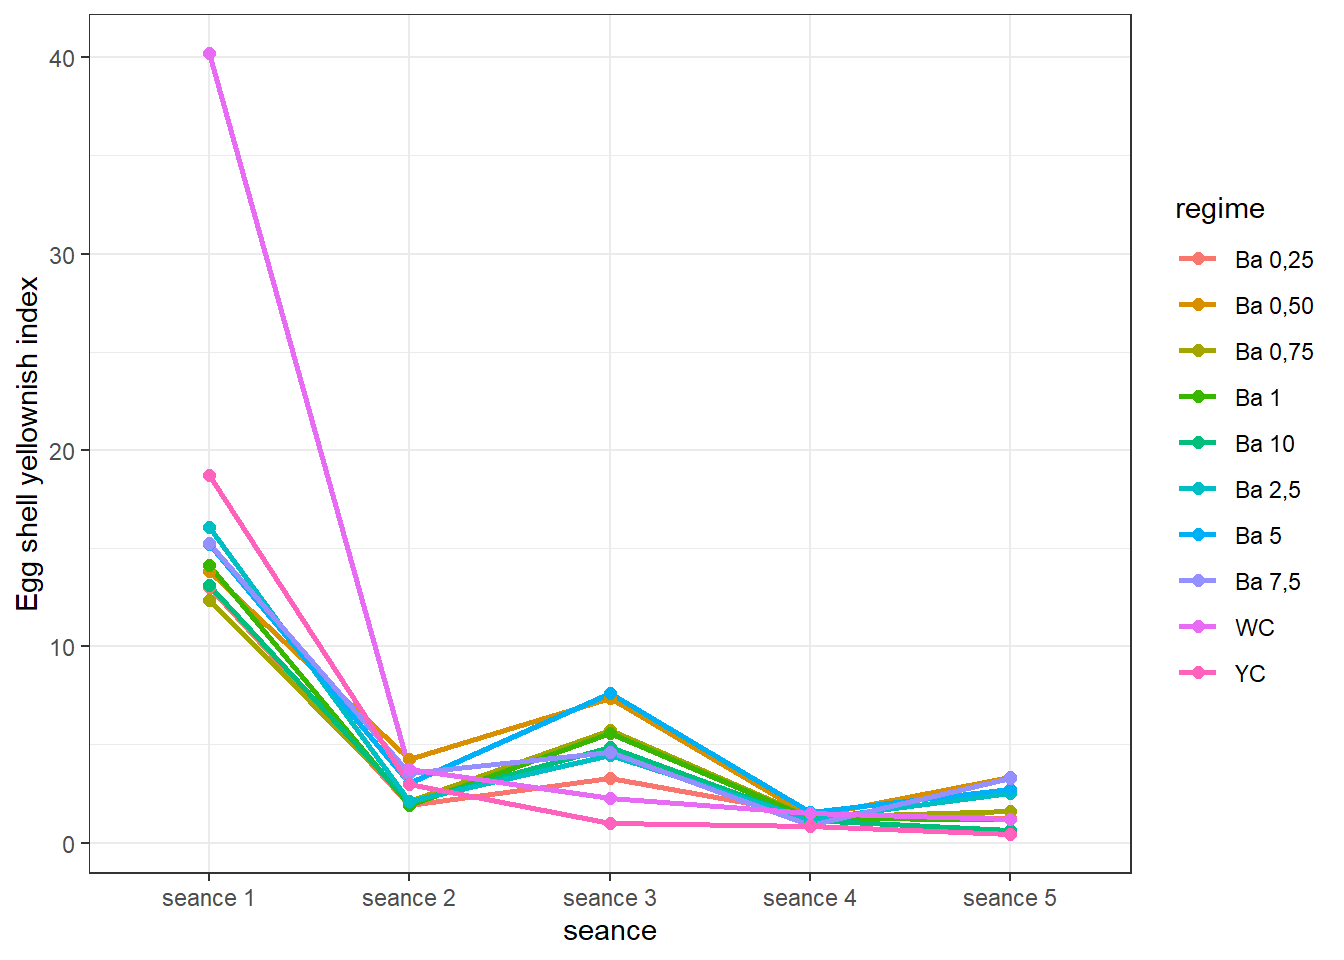 Egg shell yellownish index
40
30
20
10
0
seance 1
seance 2
seance 3
seance 4
seance 5
seance
regime
Ba 0,25
Ba 0,50
Ba 0,75
Ba 1
Ba 10
Ba 2,5
Ba 5
Ba 7,5
WC
YC